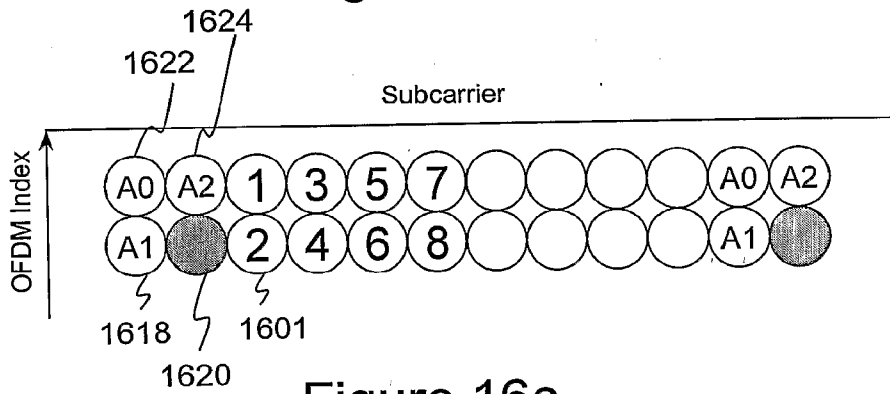 1624
1622
Subcarrier
OFDM Index
A0 A2 1 3 5 7 A0 A2
A1 2 4 6 8 A1
1618
1601
1620